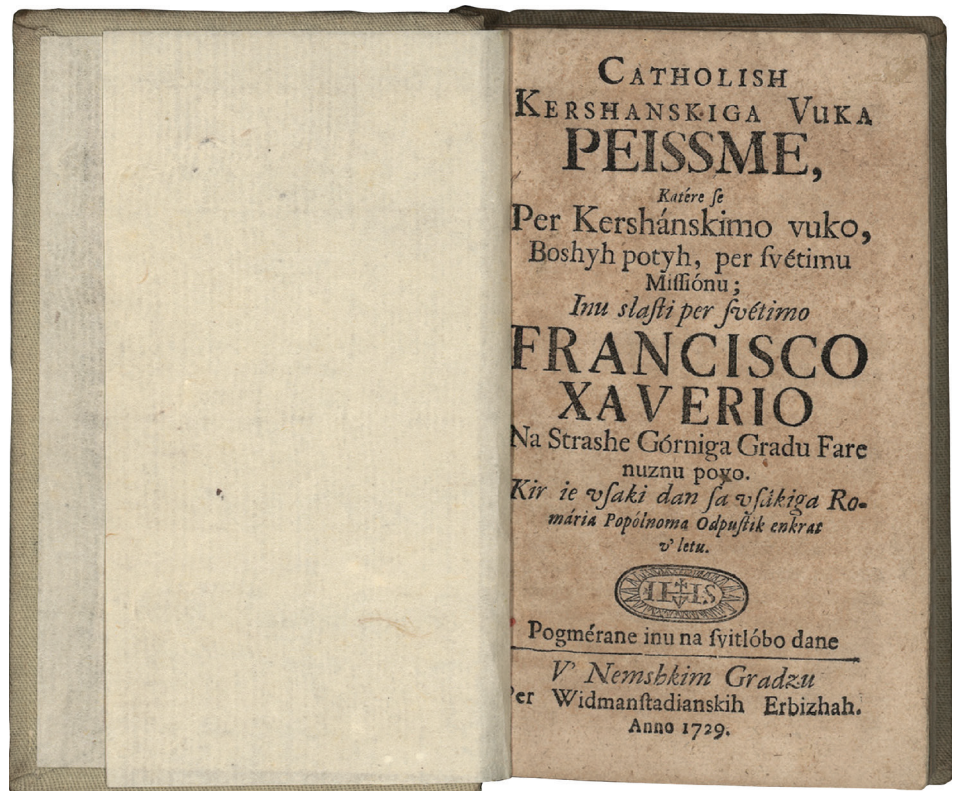 CATHOLISH
KERSHANSKIGA VUKA
PEISSME,
Katére ſe
Per Kershánskimo vuko,
Boshyh potyh, per ſvétimu
Miſſiónu;
Inu slaſti per ſvétimo
FRANCISCO
XAVERIO
Na Strashe Górniga Gradu Fare
nuznu poyo.
Kir ie vſaki dan ſa vſákiga Ro-
mária Popólnoma Odpuſtik enkrat
v' letu.
IHS
Pogmérane inu na ſvitlóbo dane
V' Nemshkim Gradzu
Per Widmanſtadianskih Erbizhah.
Anno 1729.